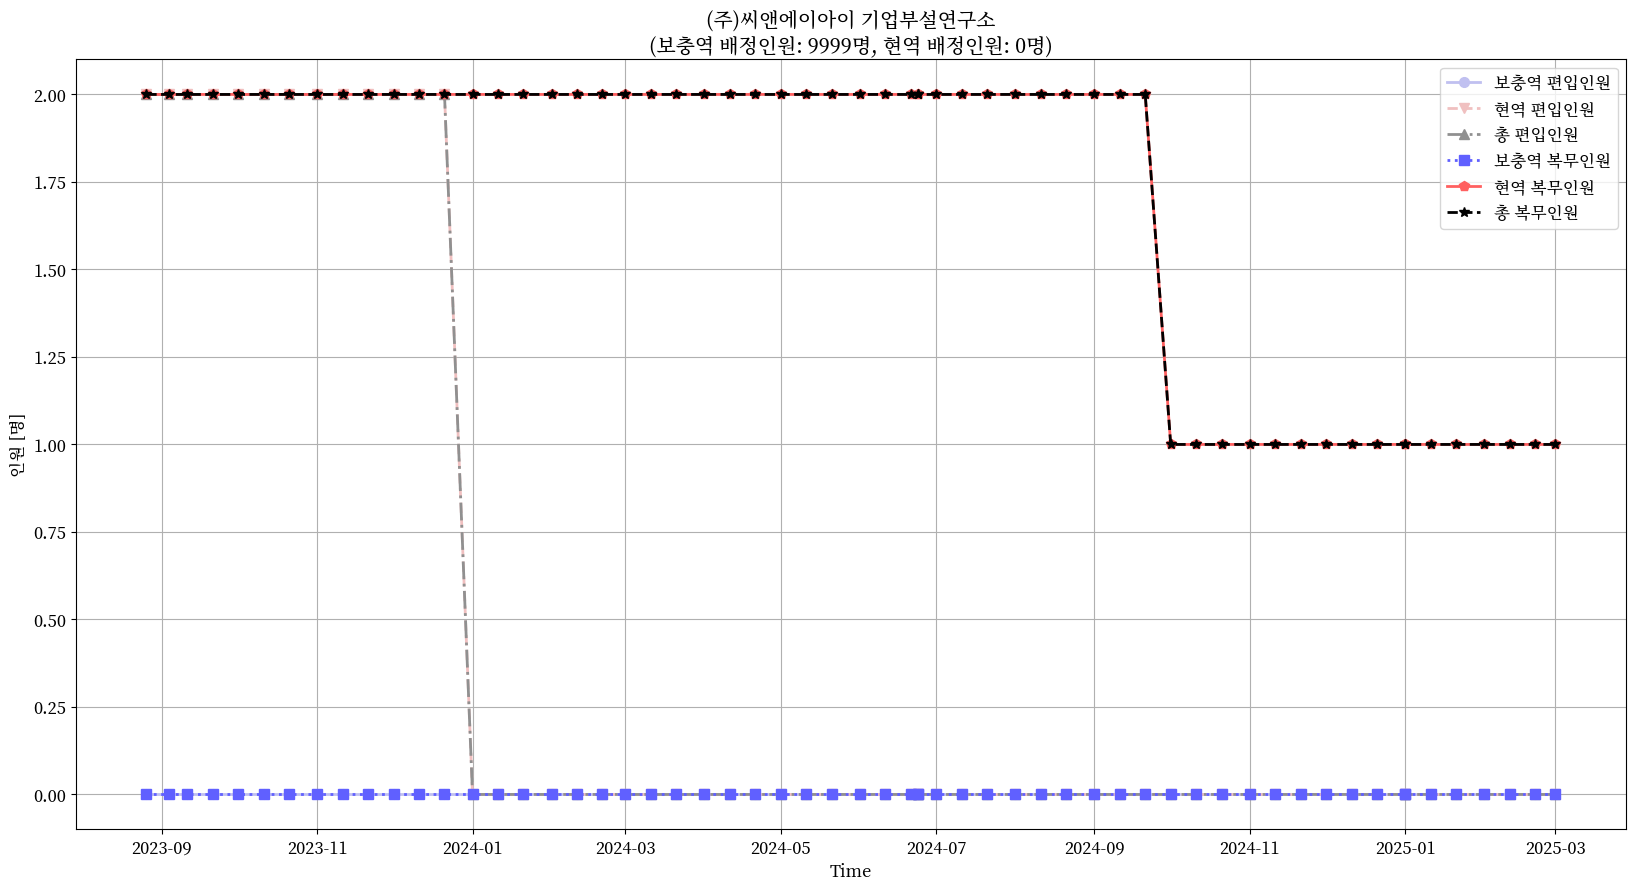 (주)씨앤에이아이 기업부설연구소
(보충역 배정인원: 9999명, 현역 배정인원: 0명)
보충역 편입인원
현역 편입인원
총 편입인원
보충역 복무인원
현역 복무인원
총 복무인원
2.00
1.75
1.50
1.25
1.00
0.75
0.50
0.25
0.00
인원 [명]
2023-09 2023-11 2024-01 2024-03 2024-05 2024-07 2024-09 2024-11 2025-01 2025-03
Time